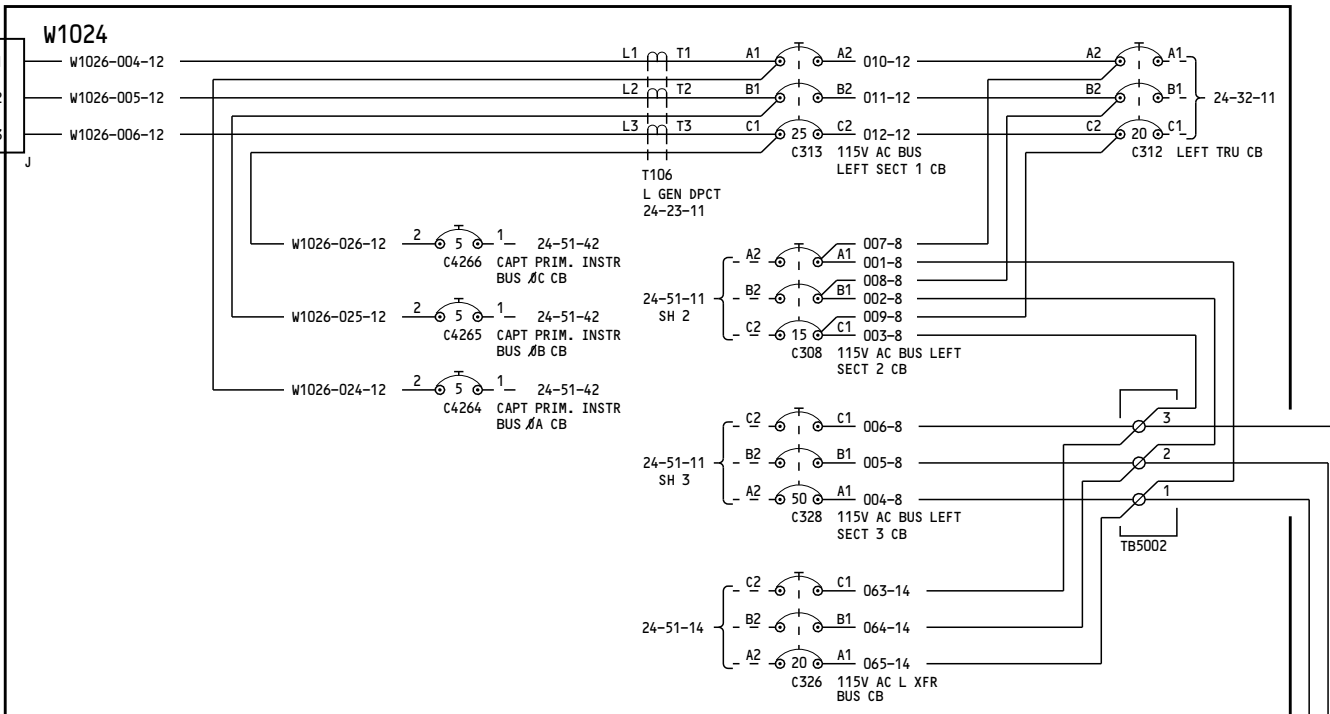 W1024
W1026-004-12 L1 T1 A1 A2 010-12 A2 A1
2 W1026-005-12 L2 T2 B1 B2 011-12 B2 B1 24-32-11
3 W1026-006-12 L3 T3 C1 25 C2 012-12 C2 20 C1
J
C313 115V AC BUS
LEFT SECT 1 CB
C312 LEFT TRU CB
T106
L GEN DPCT
24-23-11
W1026-026-12 2 5 1 24-51-42
C4266 CAPT PRIM. INSTR
BUS ØC CB
W1026-025-12 2 5 1 24-51-42
C4265 CAPT PRIM. INSTR
BUS ØB CB
W1026-024-12 2 5 1 24-51-42
C4264 CAPT PRIM. INSTR
BUS ØA CB
007-8
A2 A1 001-8
008-8
24-51-11 B2 B1 002-8
SH 2
009-8
C2 15 C1 003-8
C308 115V AC BUS LEFT
SECT 2 CB
C2 C1 006-8 3
24-51-11 B2 B1 005-8 2
SH 3
A2 50 A1 004-8 1
C328 115V AC BUS LEFT
SECT 3 CB
TB5002
C2 C1 063-14
24-51-14 B2 B1 064-14
A2 20 A1 065-14
C326 115V AC L XFR
BUS CB